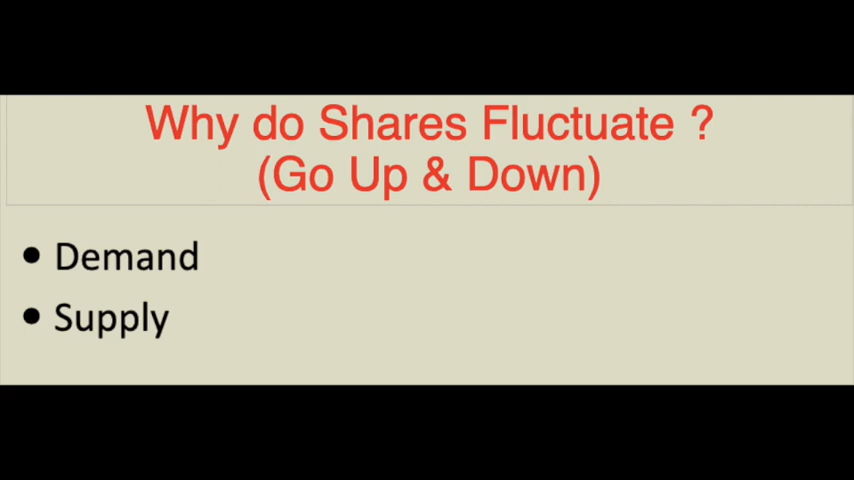 Why do Shares Fluctuate ?
(Go Up & Down)
• Demand
• Supply